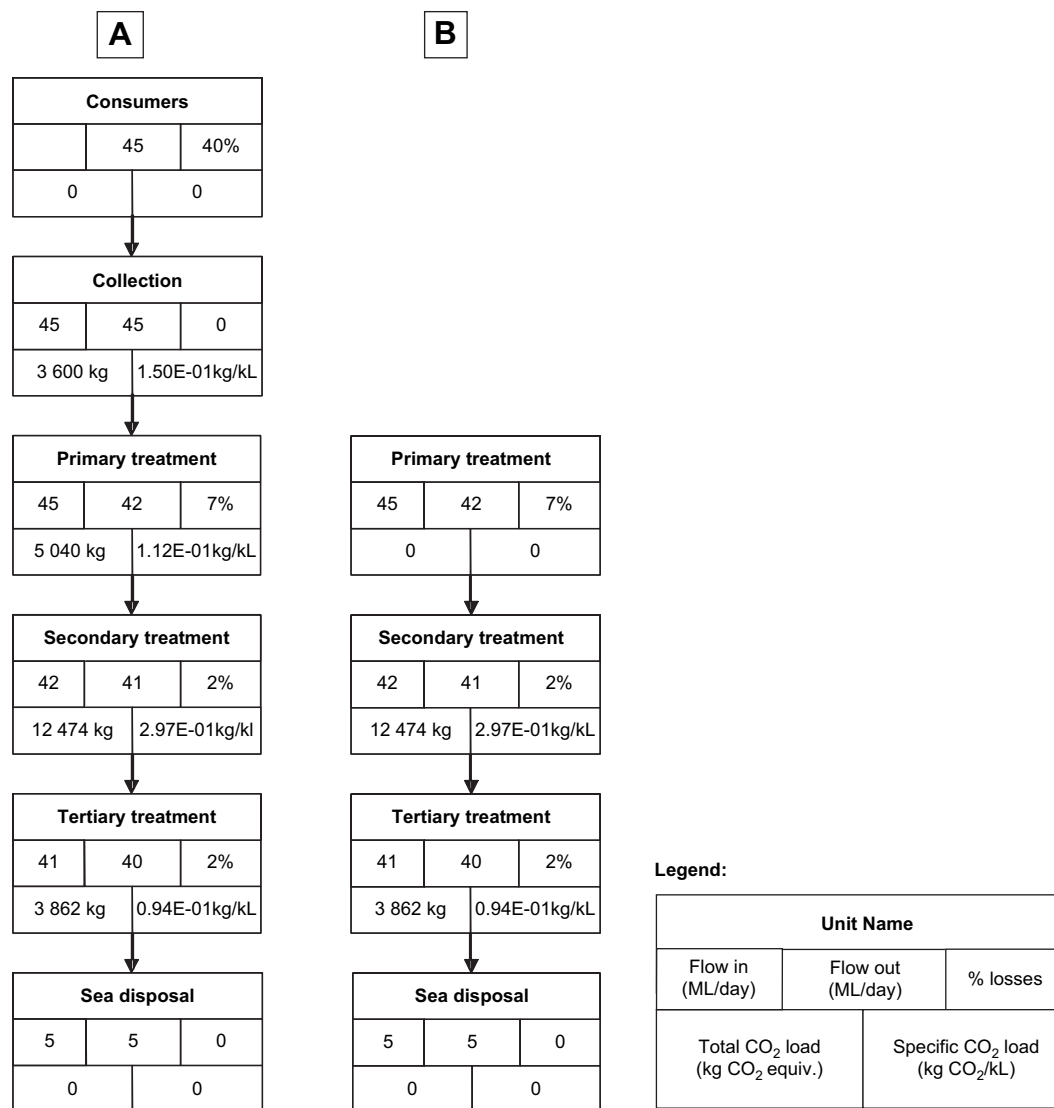 A
B
Consumers
45 40%
0 0
Collection
45 45 0
3 600 kg 1.50E-01kg/kL
Primary treatment
45 42 7%
5 040 kg 1.12E-01kg/kL
Secondary treatment
42 41 2%
12 474 kg 2.97E-01kg/kl
Tertiary treatment
41 40 2%
3 862 kg 0.94E-01kg/kL
Sea disposal
5 5 0
0 0
Primary treatment
45 42 7%
0 0
Secondary treatment
42 41 2%
12 474 kg 2.97E-01kg/kL
Tertiary treatment
41 40 2%
3 862 kg 0.94E-01kg/kL
Sea disposal
5 5 0
0 0
Legend:
Unit Name
Flow in
(ML/day)
Flow out
(ML/day)
% losses
Total CO₂ load
(kg CO₂ equiv.)
Specific CO₂ load
(kg CO₂/kL)